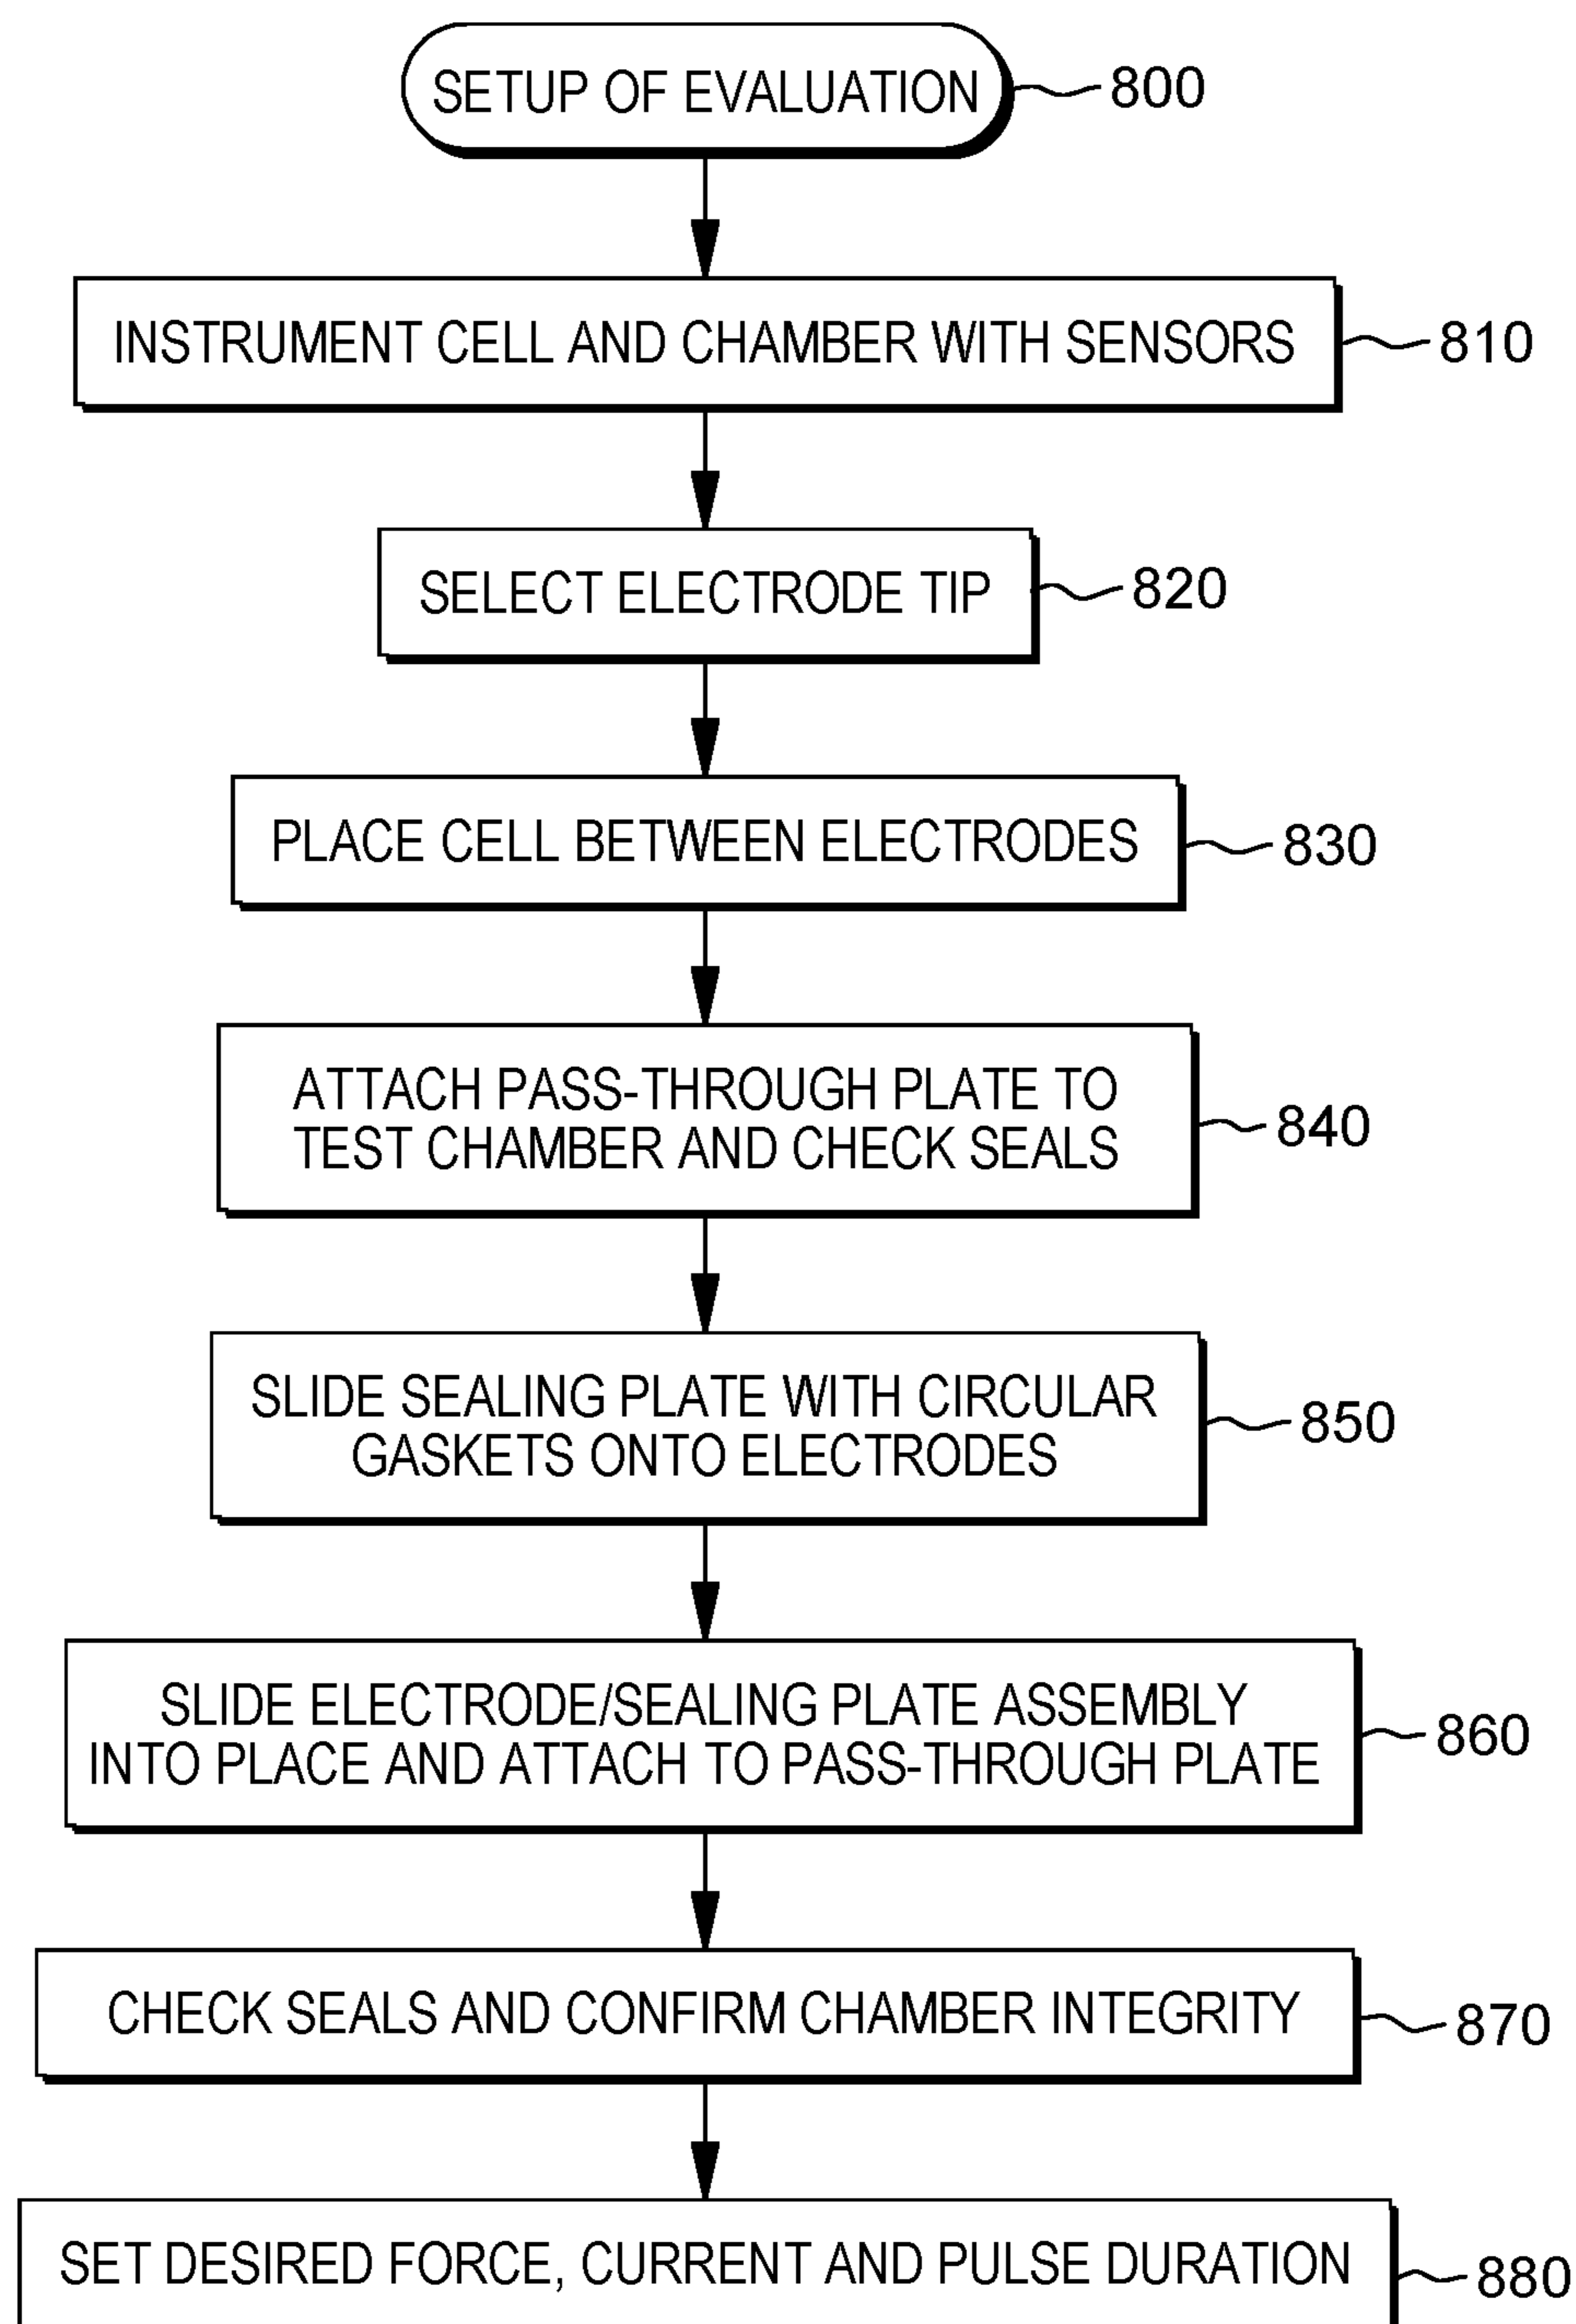 SETUP OF EVALUATION
800
INSTRUMENT CELL AND CHAMBER WITH SENSORS
810
SELECT ELECTRODE TIP
820
PLACE CELL BETWEEN ELECTRODES
830
ATTACH PASS-THROUGH PLATE TO
TEST CHAMBER AND CHECK SEALS
840
SLIDE SEALING PLATE WITH CIRCULAR
GASKETS ONTO ELECTRODES
850
SLIDE ELECTRODE/SEALING PLATE ASSEMBLY
INTO PLACE AND ATTACH TO PASS-THROUGH PLATE
860
CHECK SEALS AND CONFIRM CHAMBER INTEGRITY
870
SET DESIRED FORCE, CURRENT AND PULSE DURATION
880